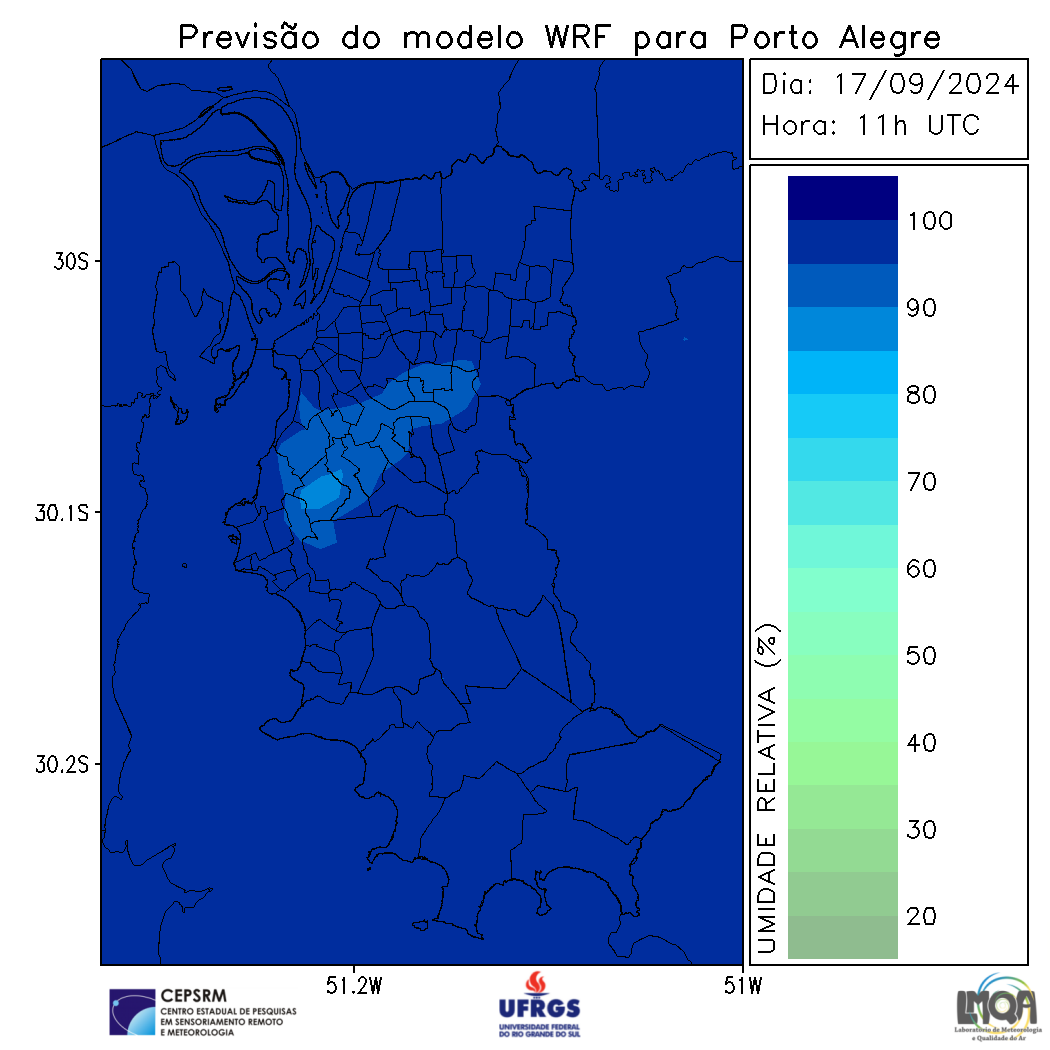 Previsão do modelo WRF para Porto Alegre
Dia: 17/09/2024
Hora: 11h UTC
30S
30.1S
30.2S
51.2W
51W
100
90
80
70
60
50
40
30
20
UMIDADE RELATIVA (%)
CEPSRM
CENTRO ESTADUAL DE PESQUISAS
EM SENSORIAMENTO REMOTO
E METEOROLOGIA
UFRGS
UNIVERSIDADE FEDERAL
DO RIO GRANDE DO SUL
LMQA
Laboratório de Meteorologia
e Qualidade do Ar